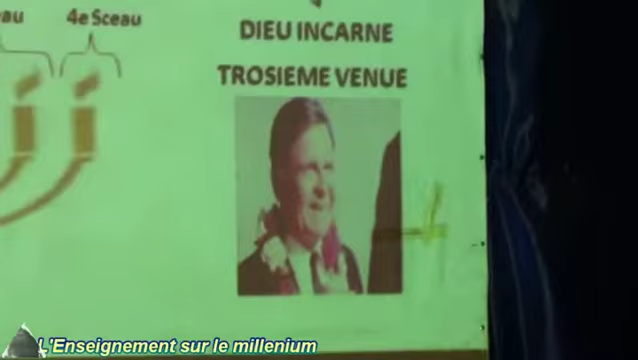 au
4e Sceau
DIEU INCARNE
TROSIEME VENUE
L'Enseignement sur le millenium